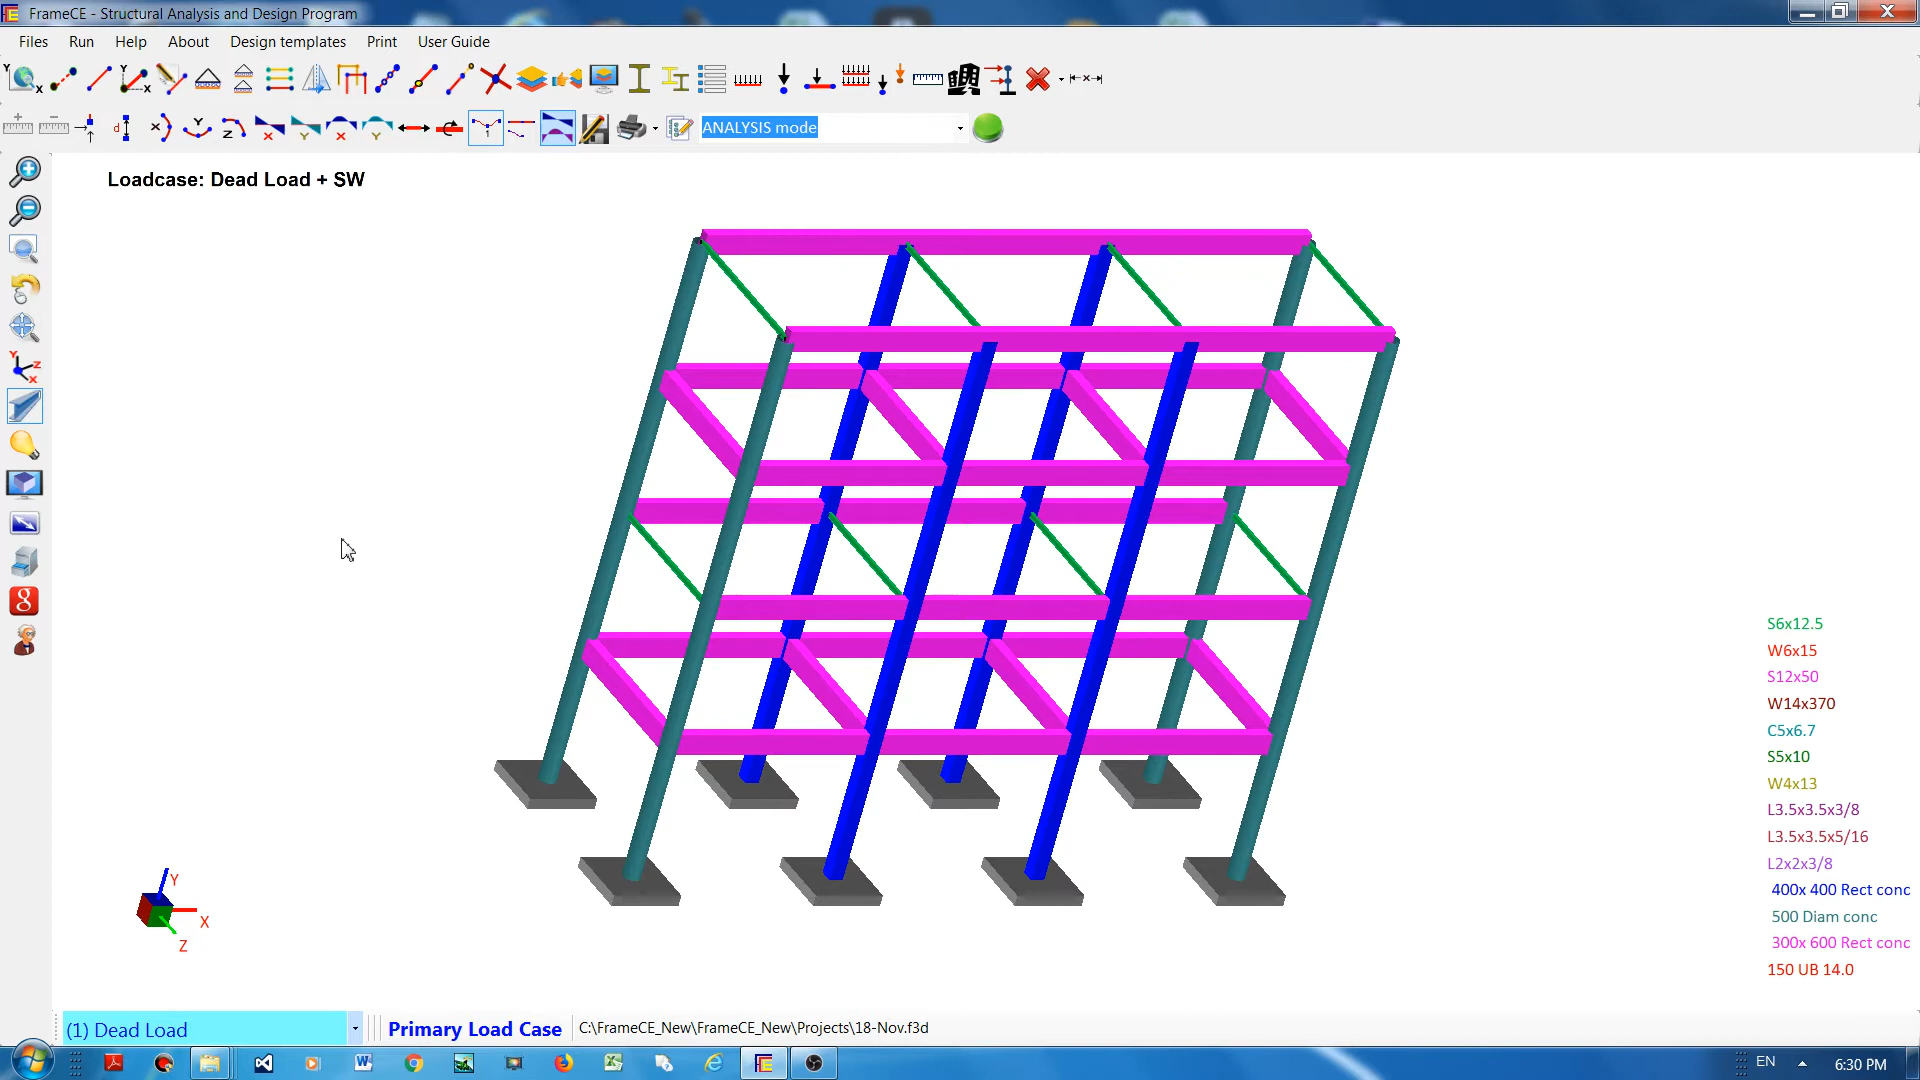 FrameCE - Structural Analysis and Design Program
Files Run Help About Design templates Print User Guide
ANALYSIS mode
Loadcase: Dead Load + SW
S6x12.5
W6x15
S12x50
W14x370
C5x6.7
S5x10
W4x13
L3.5x3.5x3/8
L3.5x3.5x5/16
L2x2x3/8
400x 400 Rect conc
500 Diam conc
300x 600 Rect conc
150 UB 14.0
Y
X
Z
(1) Dead Load
Primary Load Case
C:\FrameCE_New\FrameCE_New\Projects\18-Nov.f3d
EN
6:30 PM